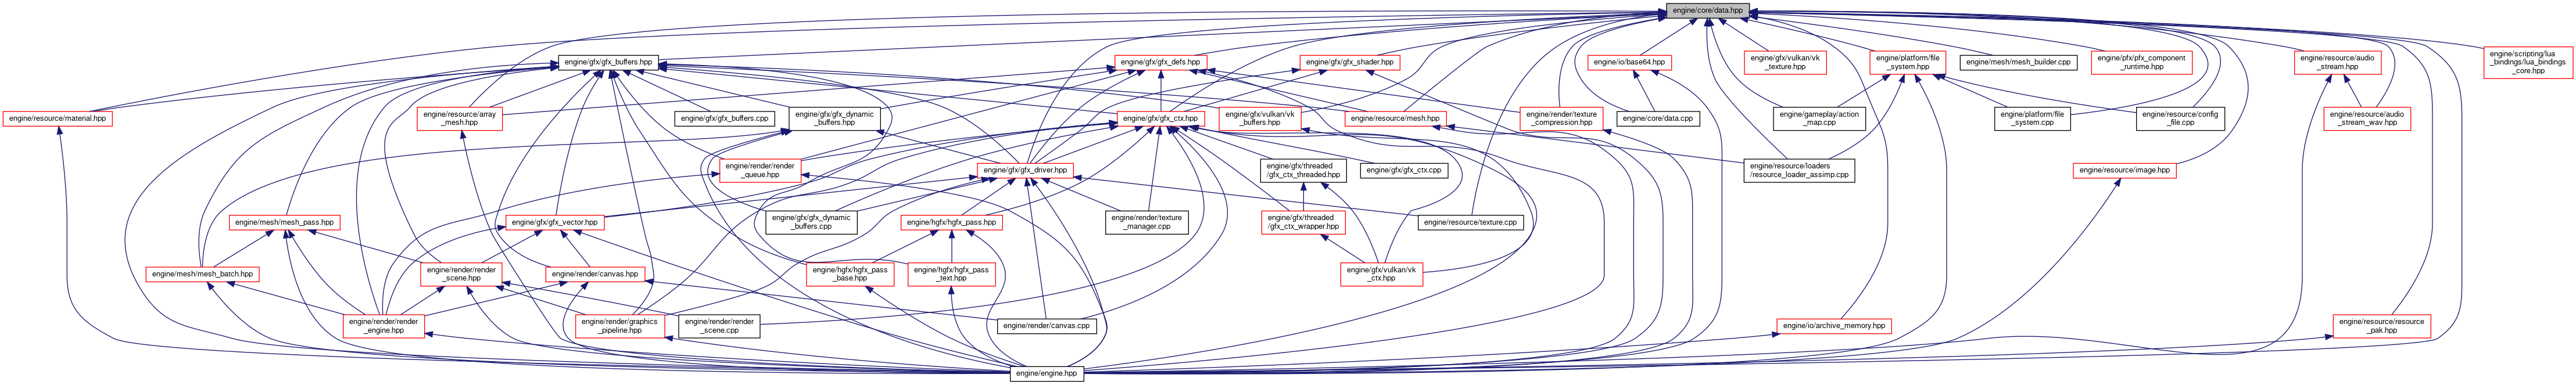 engine/core/data.hpp
engine/gfx/gfx_buffers.hpp
engine/gfx/gfx_defs.hpp
engine/gfx/gfx_shader.hpp
engine/io/base64.hpp
engine/gfx/vulkan/vk
_texture.hpp
engine/platform/file
_system.hpp
engine/mesh/mesh_builder.cpp
engine/pfx/pfx_component
_runtime.hpp
engine/resource/audio
_stream.hpp
engine/scripting/lua
_bindings/lua_bindings
_core.hpp
engine/resource/material.hpp
engine/resource/array
_mesh.hpp
engine/gfx/gfx_buffers.cpp
engine/gfx/gfx_dynamic
_buffers.hpp
engine/gfx/gfx_ctx.hpp
engine/gfx/vulkan/vk
_buffers.hpp
engine/resource/mesh.hpp
engine/render/texture
_compression.hpp
engine/core/data.cpp
engine/gameplay/action
_map.cpp
engine/platform/file
_system.cpp
engine/resource/config
_file.cpp
engine/resource/audio
_stream_wav.hpp
engine/render/render
_queue.hpp
engine/gfx/gfx_driver.hpp
engine/gfx/threaded
/gfx_ctx_threaded.hpp
engine/gfx/gfx_ctx.cpp
engine/resource/loaders
/resource_loader_assimp.cpp
engine/resource/image.hpp
engine/mesh/mesh_pass.hpp
engine/gfx/gfx_vector.hpp
engine/gfx/gfx_dynamic
_buffers.cpp
engine/hgfx/hgfx_pass.hpp
engine/render/texture
_manager.cpp
engine/gfx/threaded
/gfx_ctx_wrapper.hpp
engine/resource/texture.cpp
engine/mesh/mesh_batch.hpp
engine/render/render
_scene.hpp
engine/render/canvas.hpp
engine/hgfx/hgfx_pass
_base.hpp
engine/hgfx/hgfx_pass
_text.hpp
engine/gfx/vulkan/vk
_ctx.hpp
engine/render/render
_engine.hpp
engine/render/graphics
_pipeline.hpp
engine/render/render
_scene.cpp
engine/render/canvas.cpp
engine/io/archive_memory.hpp
engine/resource/resource
_pak.hpp
engine/engine.hpp